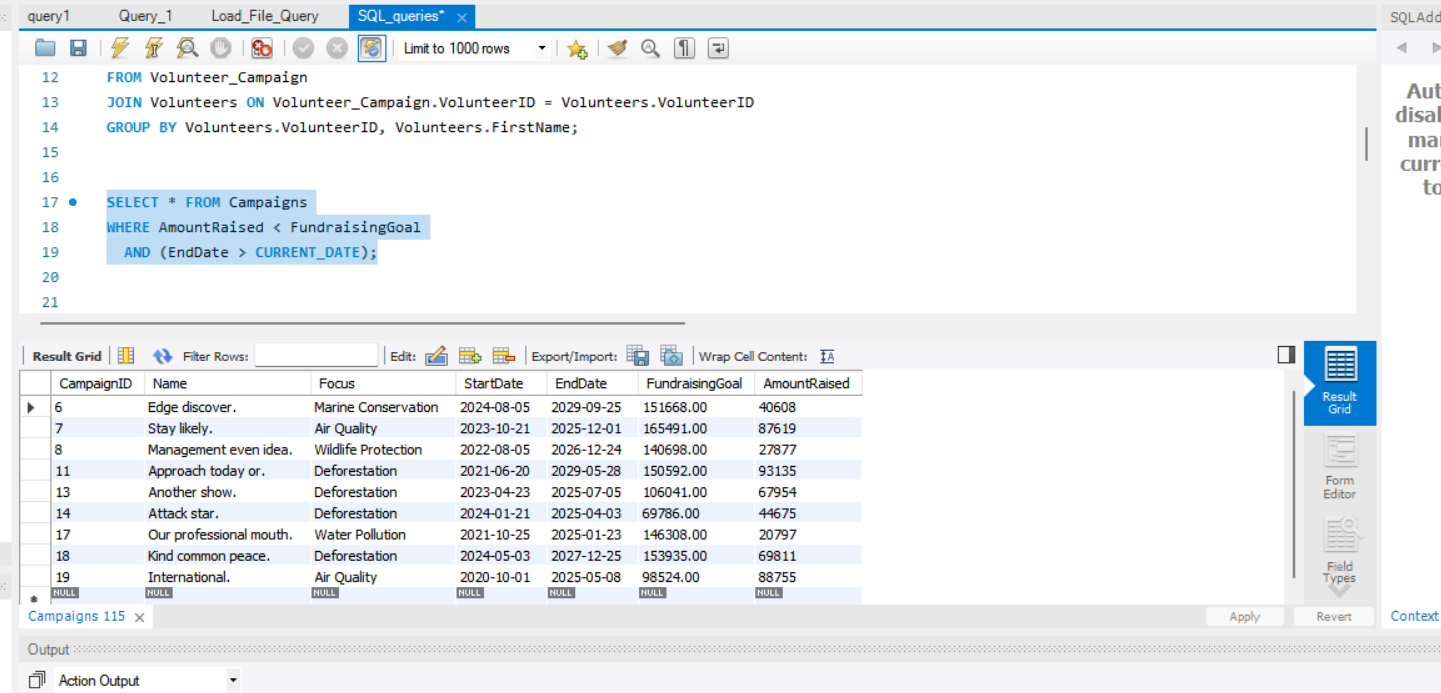 query1 Query_1 Load_File_Query SQL_queries*
SQLAdd
Limit to 1000 rows
12 FROM Volunteer_Campaign
13 JOIN Volunteers ON Volunteer_Campaign.VolunteerID = Volunteers.VolunteerID
14 GROUP BY Volunteers.VolunteerID, Volunteers.FirstName;
15
16
17 SELECT * FROM Campaigns
18 WHERE AmountRaised < FundraisingGoal
19 AND (EndDate > CURRENT_DATE);
20
21
Aut
disal
mar
curr
to
Result Grid Filter Rows: Edit: Export/Import: Wrap Cell Content: IA
CampaignID Name Focus StartDate EndDate FundraisingGoal AmountRaised
6 Edge discover. Marine Conservation 2024-08-05 2029-09-25 151668.00 40608
7 Stay likely. Air Quality 2023-10-21 2025-12-01 165491.00 87619
8 Management even idea. Wildlife Protection 2022-08-05 2026-12-24 140698.00 27877
11 Approach today or. Deforestation 2021-06-20 2029-05-28 150592.00 93135
13 Another show. Deforestation 2023-04-23 2025-07-05 106041.00 67954
14 Attack star. Deforestation 2024-01-21 2025-04-03 69786.00 44675
17 Our professional mouth. Water Pollution 2021-10-25 2025-01-23 146308.00 20797
18 Kind common peace. Deforestation 2024-05-03 2027-12-25 153935.00 69811
19 International. Air Quality 2020-10-01 2025-05-08 98524.00 88755
NULL NULL NULL NULL NULL NULL NULL
Result
Grid
Form
Editor
Field
Types
Campaigns 115
Apply Revert Context
Output
Action Output